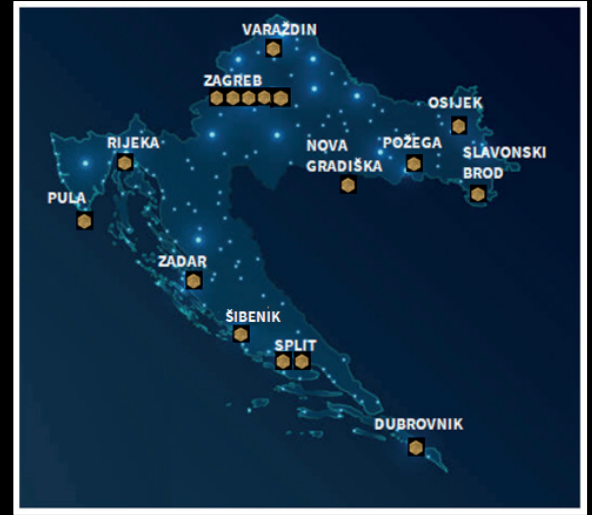 VARAŽDIN
ZAGREB
OSIJEK
RIJEKA
NOVA
GRADIŠKA
POŽEGA
SLAVONSKI
BROD
PULA
ZADAR
ŠIBENIK
SPLIT
DUBROVNIK